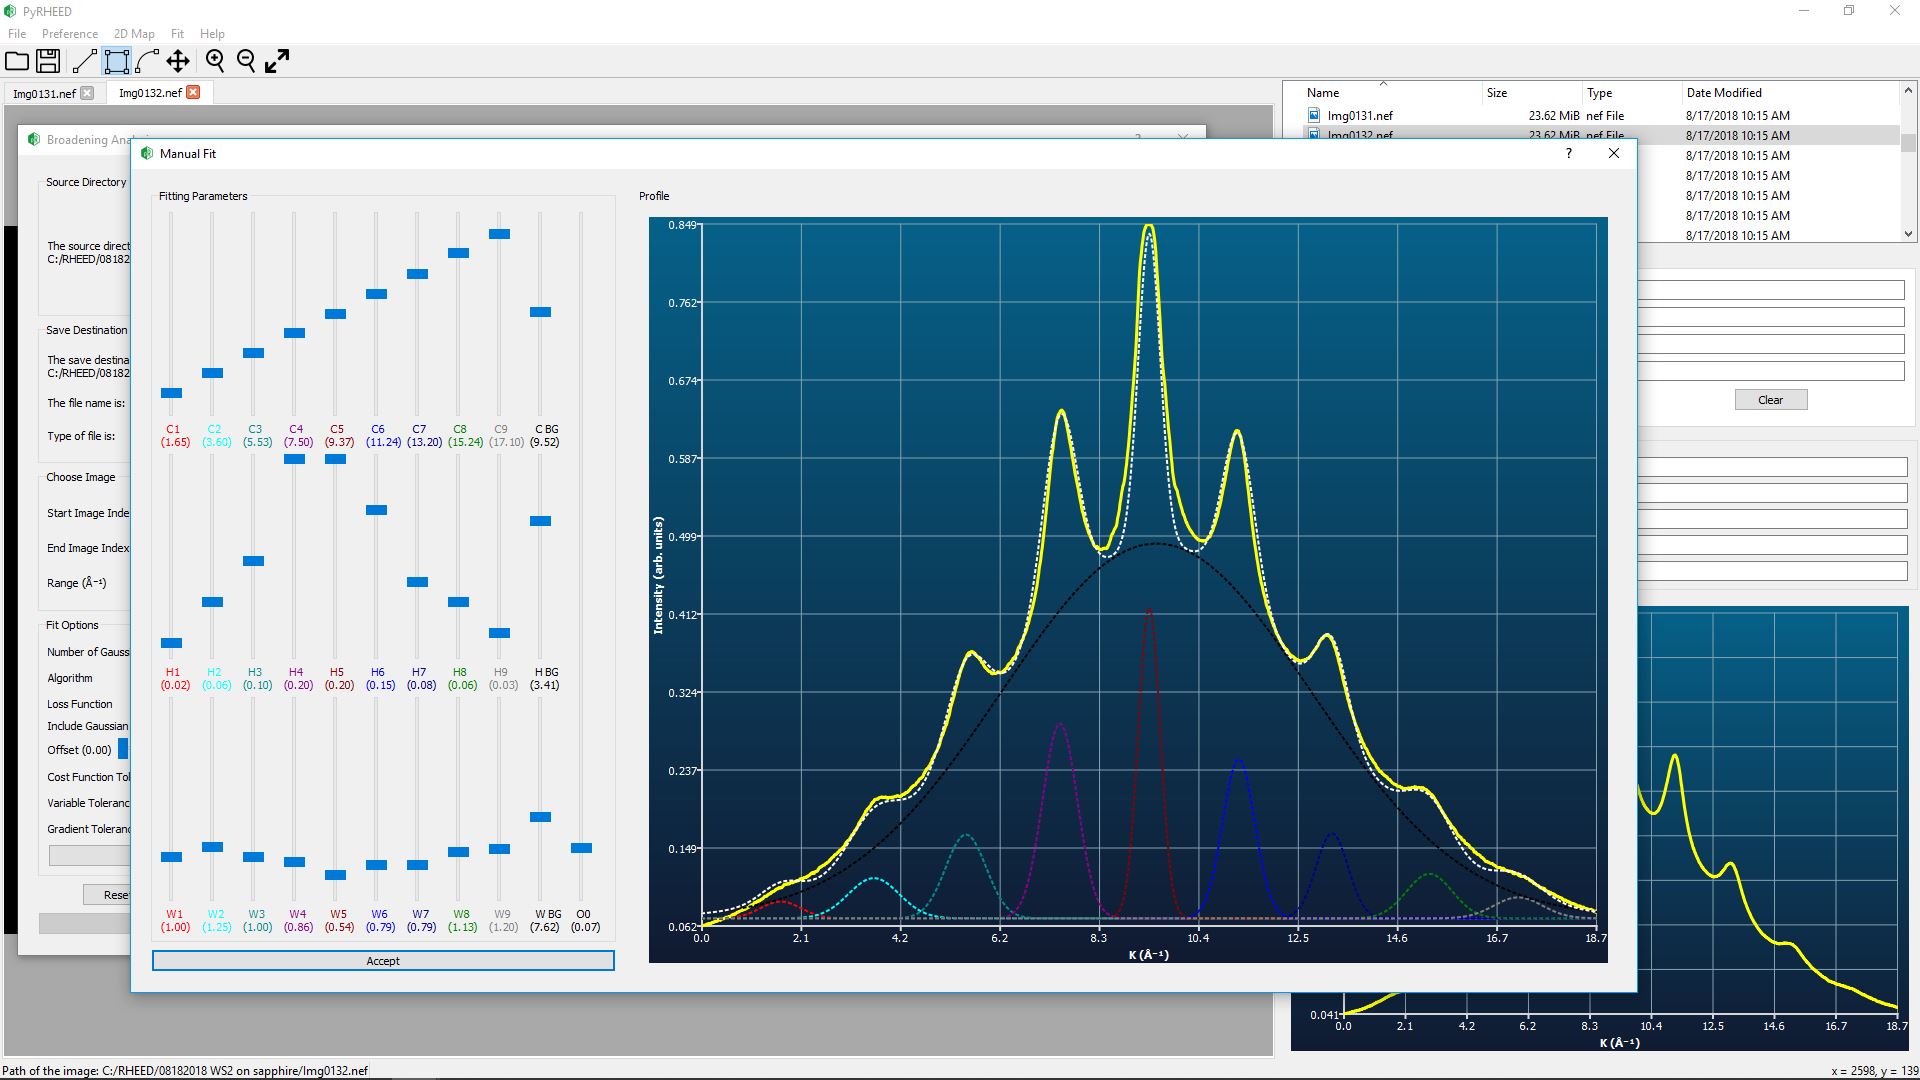 PyRHEED
File Preference 2D Map Fit Help
Img0131.nef Img0132.nef
Name Size Type Date Modified
Img0131.nef 23.62 MiB nef File 8/17/2018 10:15 AM
Img0132.nef 23.62 MiB nef File 8/17/2018 10:15 AM
8/17/2018 10:15 AM
8/17/2018 10:15 AM
8/17/2018 10:15 AM
8/17/2018 10:15 AM
8/17/2018 10:15 AM
Clear
Broadening Ana
Source Directory
The source direct
C:/RHEED/08182
Save Destination
The save destina
C:/RHEED/08182
The file name is:
Type of file is:
Choose Image
Start Image Inde
End Image Index
Range (Å⁻¹)
Fit Options
Number of Gauss
Algorithm
Loss Function
Include Gaussian
Offset (0.00)
Cost Function Tol
Variable Toleranc
Gradient Toleranc
Reset
Manual Fit ?
Fitting Parameters
C1 C2 C3 C4 C5 C6 C7 C8 C9 C BG
(1.65) (3.60) (5.53) (7.50) (9.37) (11.24) (13.20) (15.24) (17.10) (9.52)
H1 H2 H3 H4 H5 H6 H7 H8 H9 H BG
(0.02) (0.06) (0.10) (0.20) (0.20) (0.15) (0.08) (0.06) (0.03) (3.41)
W1 W2 W3 W4 W5 W6 W7 W8 W9 W BG O0
(1.00) (1.25) (1.00) (0.86) (0.54) (0.79) (0.79) (1.13) (1.20) (7.62) (0.07)
Accept
Profile
0.849
0.762
0.674
0.587
0.499
0.412
0.324
0.237
0.149
0.062
Intensity (arb. units)
0.0 2.1 4.2 6.2 8.3 10.4 12.5 14.6 16.7 18.7
K (Å⁻¹)
0.041
0.0 2.1 4.2 6.2 8.3 10.4 12.5 14.6 16.7 18.7
K (Å⁻¹)
Path of the image: C:/RHEED/08182018 WS2 on sapphire/Img0132.nef
x = 2598, y = 139